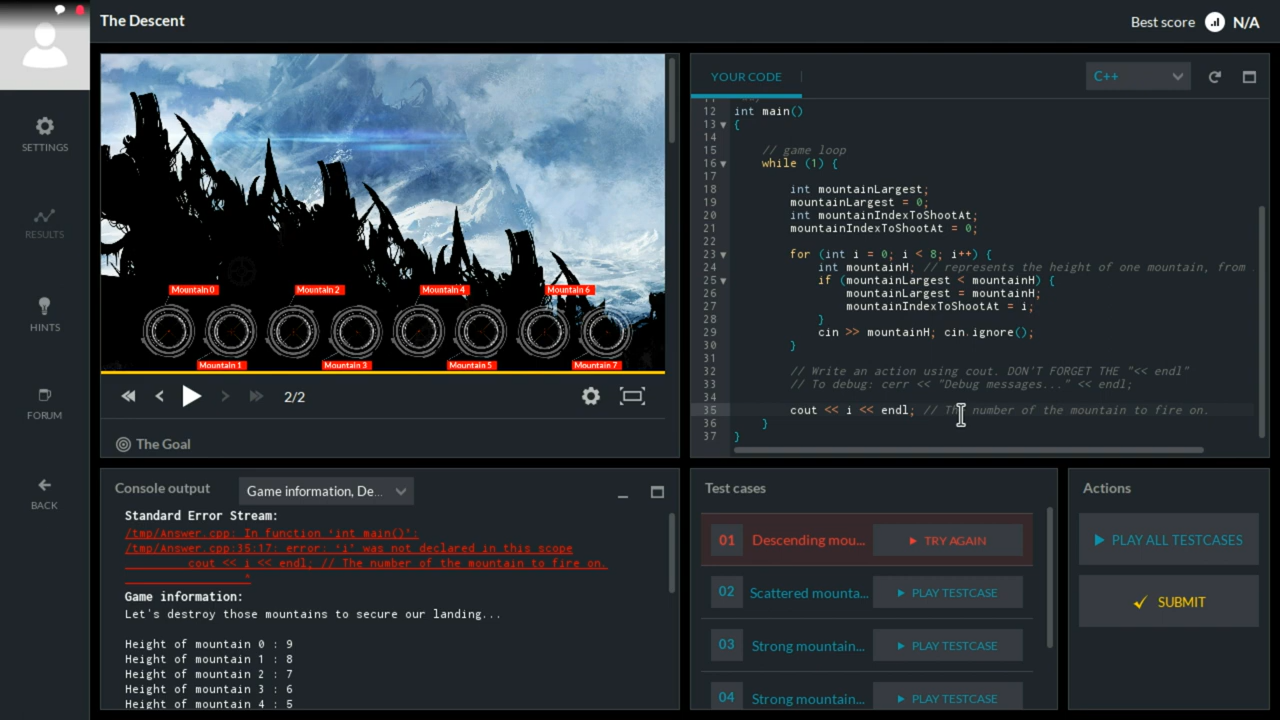 The Descent
Best score N/A
SETTINGS
RESULTS
HINTS
FORUM
BACK
Mountain 0
Mountain 2
Mountain 4
Mountain 6
Mountain 1
Mountain 3
Mountain 5
Mountain 7
2/2
The Goal
YOUR CODE
C++
12 int main()
13 {
14
15 // game loop
16 while (1) {
17
18 int mountainLargest;
19 mountainLargest = 0;
20 int mountainIndexToShootAt;
21 mountainIndexToShootAt = 0;
22
23 for (int i = 0; i < 8; i++) {
24 int mountainH; // represents the height of one mountain, from
25 if (mountainLargest < mountainH) {
26 mountainLargest = mountainH;
27 mountainIndexToShootAt = i;
28 }
29 cin >> mountainH; cin.ignore();
30 }
31
32 // Write an action using cout. DON'T FORGET THE "<< endl"
33 // To debug: cerr << "Debug messages..." << endl;
34
35 cout << i << endl; // The number of the mountain to fire on.
36 }
37 }
Console output
Game information, De...
Standard Error Stream:
/tmp/Answer.cpp: In function 'int main()':
/tmp/Answer.cpp:35:17: error: 'i' was not declared in this scope
cout << i << endl; // The number of the mountain to fire on.
^
Game information:
Let's destroy those mountains to secure our landing...
Height of mountain 0 : 9
Height of mountain 1 : 8
Height of mountain 2 : 7
Height of mountain 3 : 6
Height of mountain 4 : 5
Test cases
01 Descending mou... TRY AGAIN
02 Scattered mounta... PLAY TESTCASE
03 Strong mountain... PLAY TESTCASE
04 Strong mountain... PLAY TESTCASE
Actions
PLAY ALL TESTCASES
SUBMIT